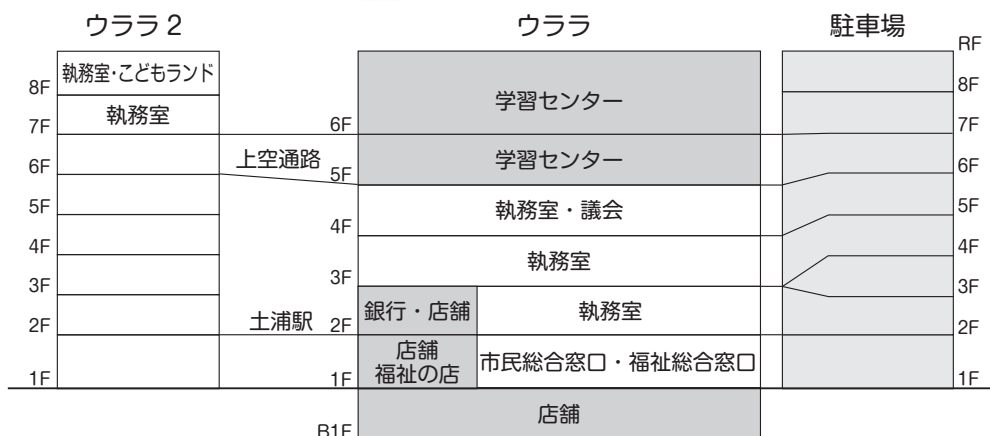 ウララ2
ウララ
駐車場
執務室・こどもランド
執務室
8F
7F
6F
5F
4F
3F
2F
1F
上空通路
土浦駅
学習センター
学習センター
執務室・議会
執務室
銀行・店舗
執務室
店舗
福祉の店
市民総合窓口・福祉総合窓口
店舗
6F
5F
4F
3F
2F
1F
B1F
RF
8F
7F
6F
5F
4F
3F
2F
1F